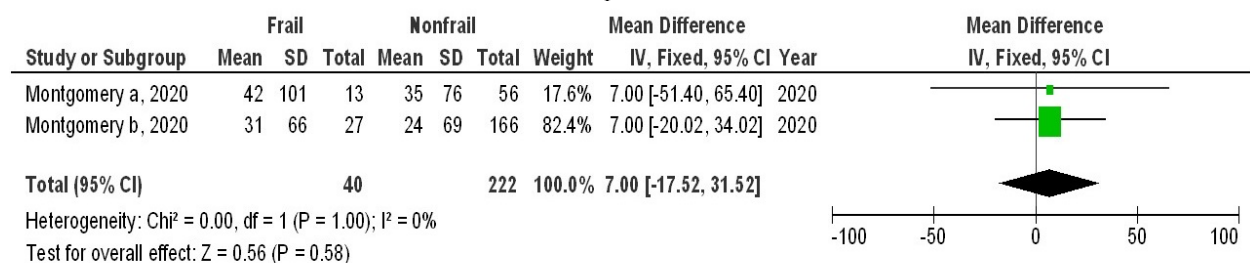 Frail Nonfrail Mean Difference Mean Difference
Study or Subgroup Mean SD Total Mean SD Total Weight IV, Fixed, 95% CI Year IV, Fixed, 95% CI
Montgomery a, 2020 42 101 13 35 76 56 17.6% 7.00 [-51.40, 65.40] 2020
Montgomery b, 2020 31 66 27 24 69 166 82.4% 7.00 [-20.02, 34.02] 2020
Total (95% CI) 40 222 100.0% 7.00 [-17.52, 31.52]
Heterogeneity: Chi² = 0.00, df = 1 (P = 1.00); I² = 0%
Test for overall effect: Z = 0.56 (P = 0.58)
-100 -50 0 50 100